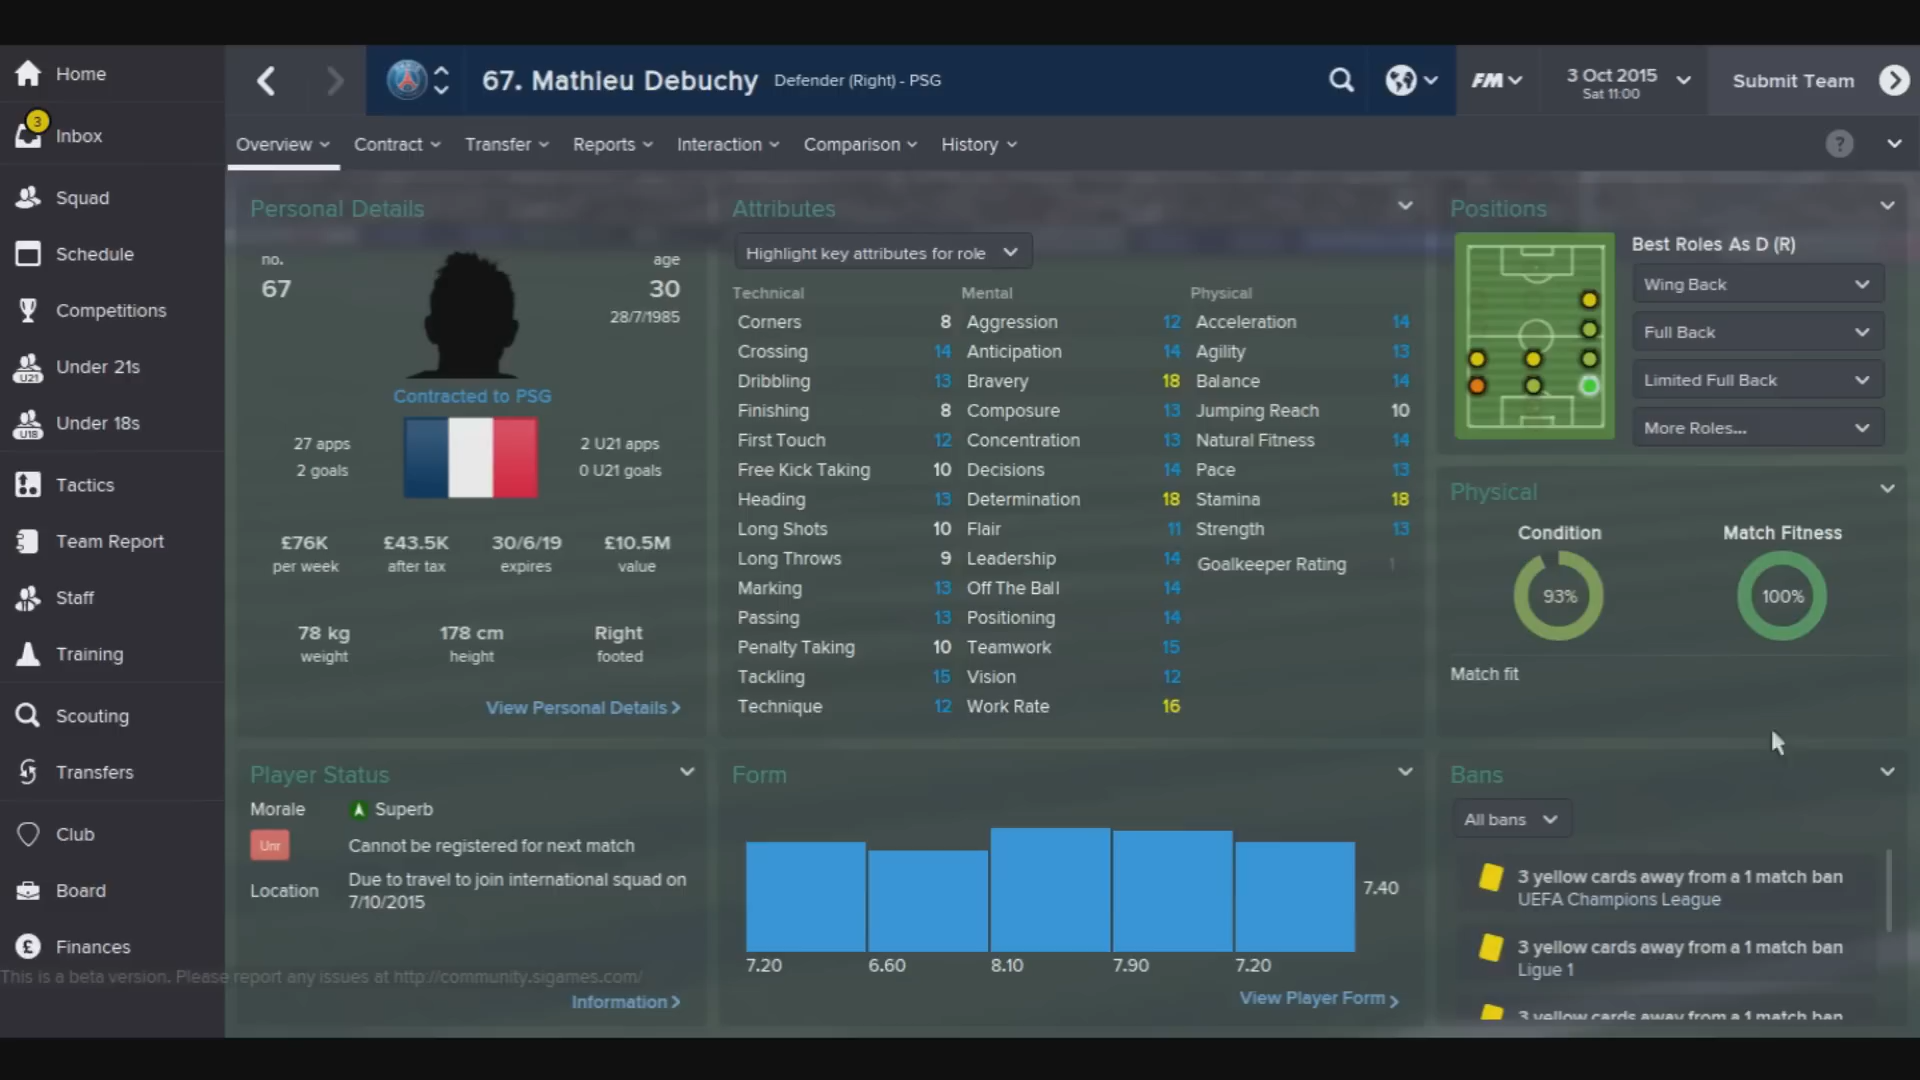 Home
3
Inbox
Squad
Schedule
Competitions
U21
Under 21s
U18
Under 18s
Tactics
Team Report
Staff
Training
Scouting
Transfers
Club
Board
£
Finances
67. Mathieu Debuchy
Defender (Right) - PSG
FM
3 Oct 2015
Sat 11:00
Submit Team
Overview
Contract
Transfer
Reports
Interaction
Comparison
History
?
Personal Details
no.
67
age
30
28/7/1985
Contracted to PSG
27 apps
2 goals
2 U21 apps
0 U21 goals
£76K
per week
£43.5K
after tax
30/6/19
expires
£10.5M
value
78 kg
weight
178 cm
height
Right
footed
View Personal Details >
Attributes
Highlight key attributes for role
Technical
Corners 8
Crossing 14
Dribbling 13
Finishing 8
First Touch 12
Free Kick Taking 10
Heading 13
Long Shots 10
Long Throws 9
Marking 13
Passing 13
Penalty Taking 10
Tackling 15
Technique 12
Mental
Aggression 12
Anticipation 14
Bravery 18
Composure 13
Concentration 13
Decisions 14
Determination 18
Flair 11
Leadership 14
Off The Ball 14
Positioning 14
Teamwork 15
Vision 12
Work Rate 16
Physical
Acceleration 14
Agility 13
Balance 14
Jumping Reach 10
Natural Fitness 14
Pace 13
Stamina 18
Strength 13
Goalkeeper Rating 1
Positions
Best Roles As D (R)
Wing Back
Full Back
Limited Full Back
More Roles...
Physical
Condition
93%
Match Fitness
100%
Match fit
Player Status
Morale Superb
Unr Cannot be registered for next match
Location Due to travel to join international squad on
7/10/2015
Information >
Form
7.40
7.20 6.60 8.10 7.90 7.20
View Player Form >
Bans
All bans
3 yellow cards away from a 1 match ban
UEFA Champions League
3 yellow cards away from a 1 match ban
Ligue 1
3 yellow cards away from a 1 match ban
This is a beta version. Please report any issues at http://community.sigames.com/